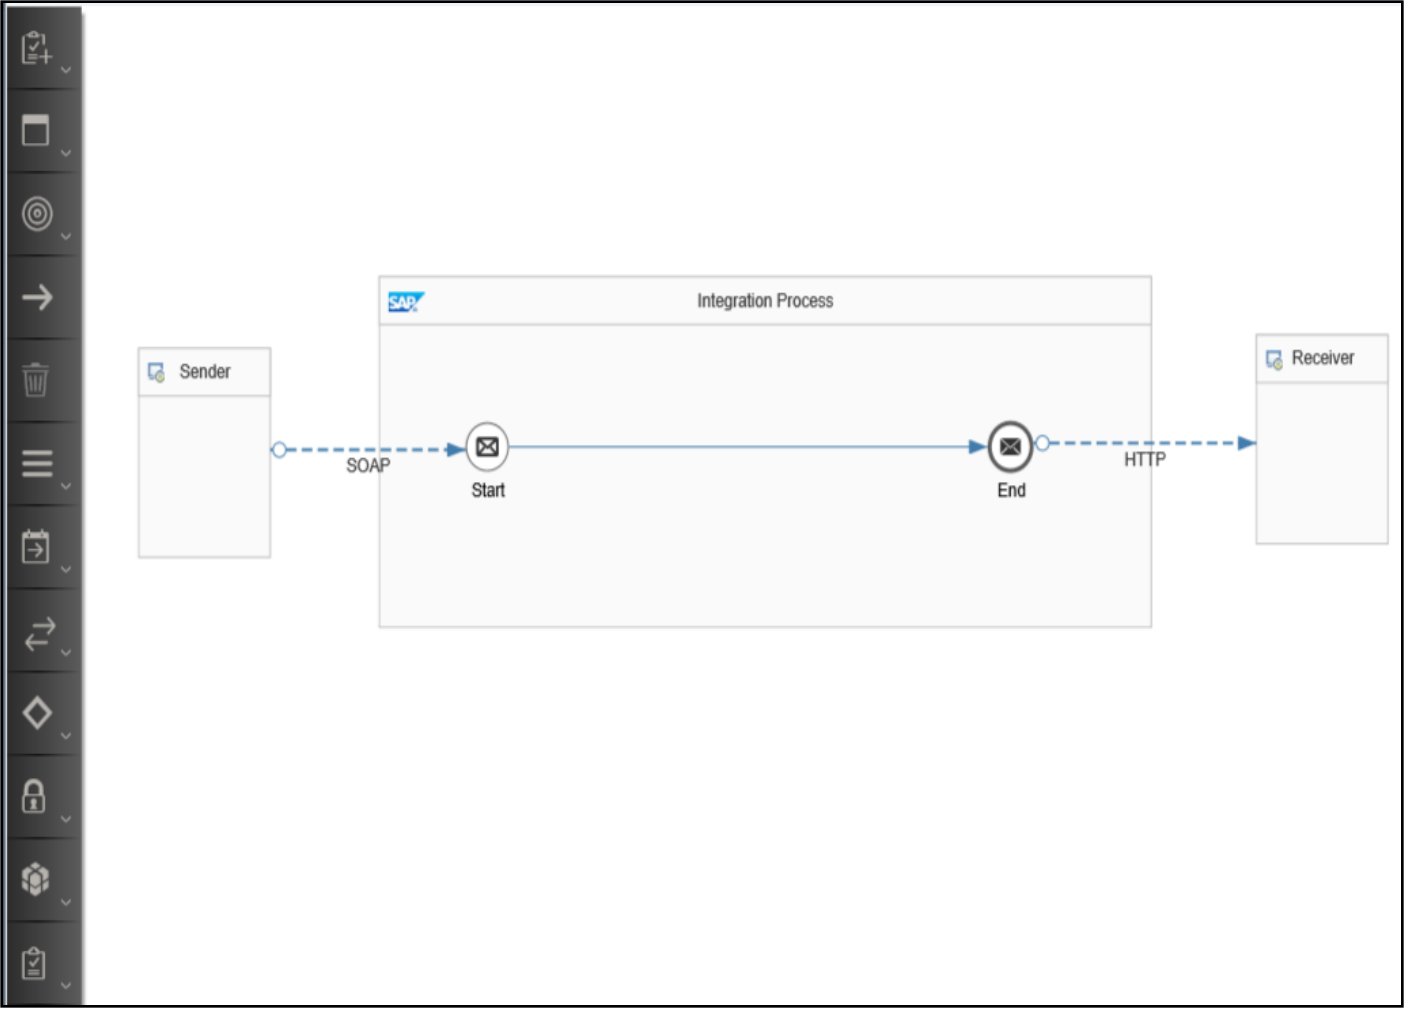 SAP
Integration Process
Sender
Receiver
SOAP
HTTP
Start
End